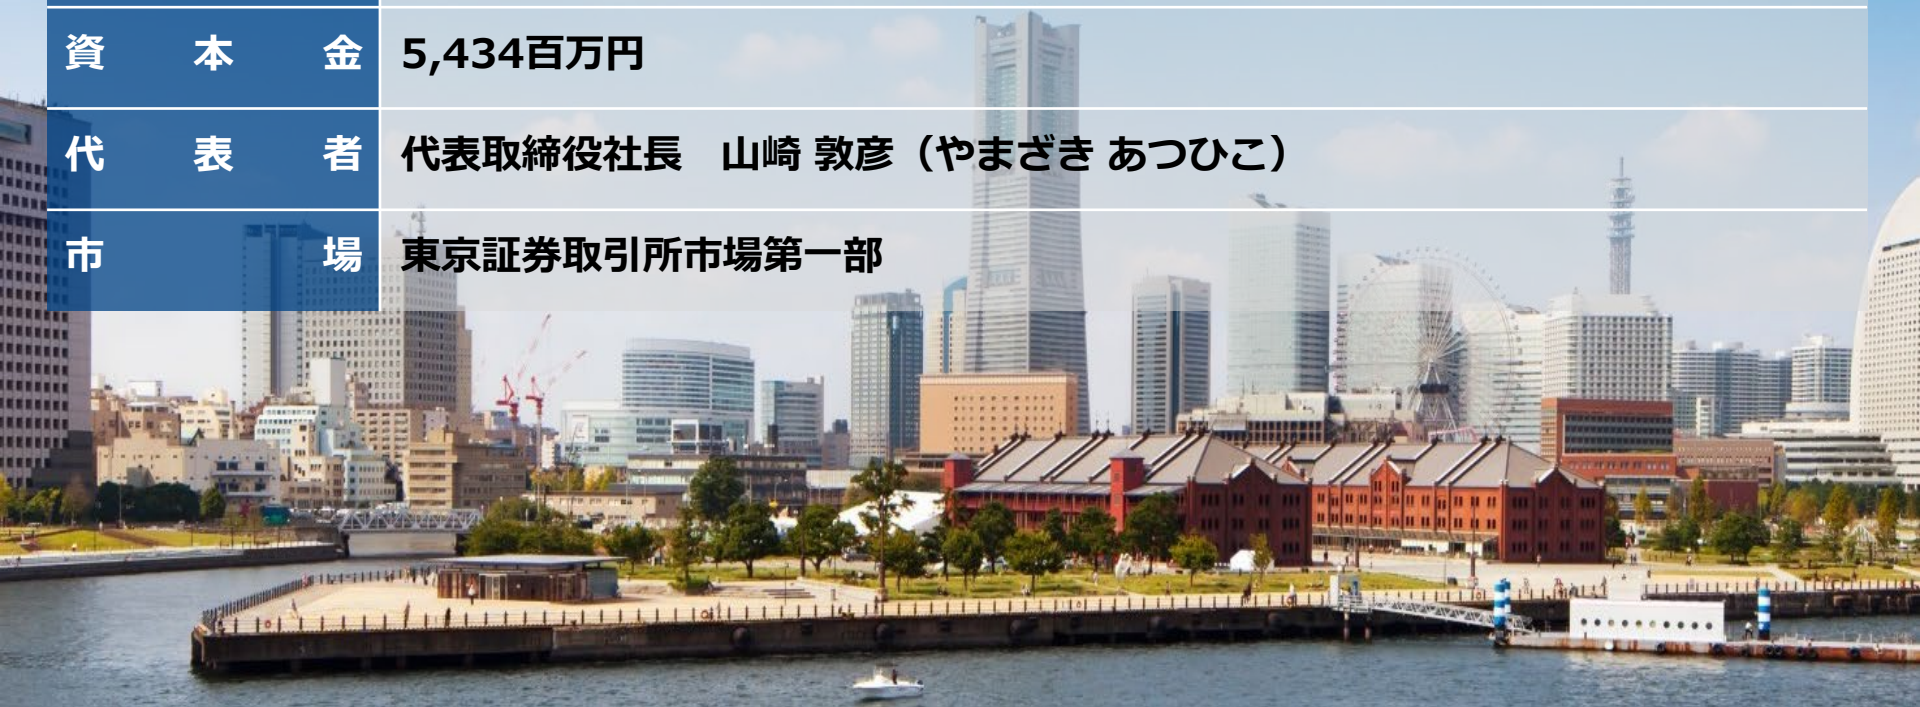 資本金 5,434百万円
代表者 代表取締役社長　山崎 敦彦（やまざき あつひこ）
市場 東京証券取引所市場第一部